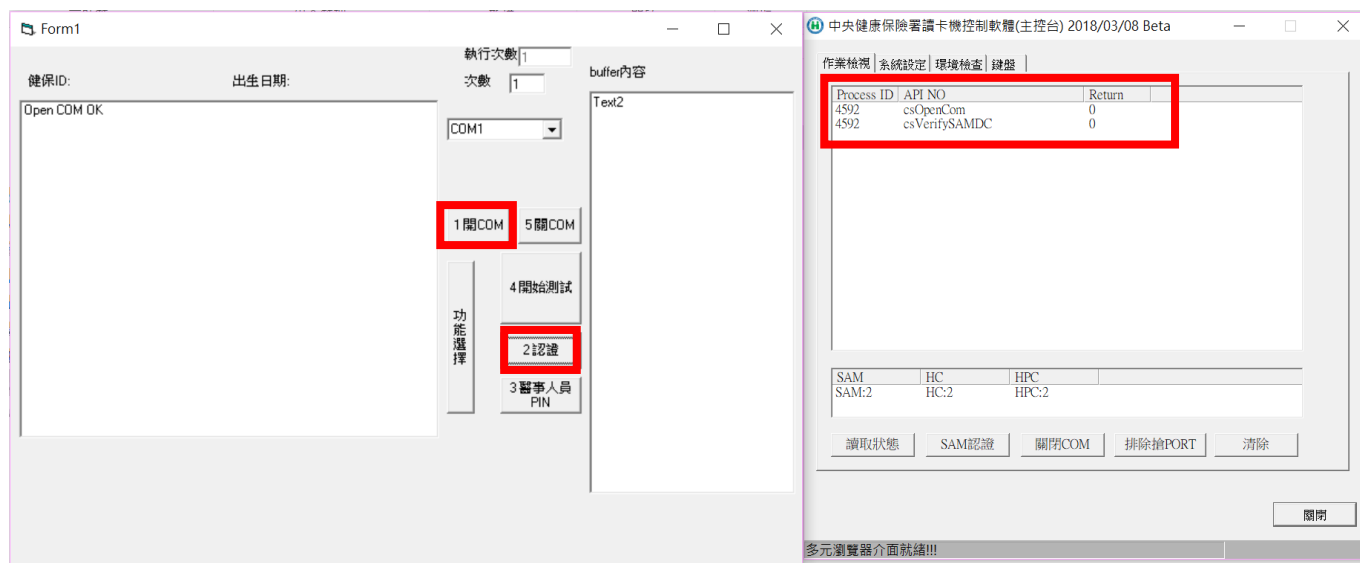 Form1
執行次數 1
健保ID: 出生日期: 次數 1 buffer內容
Open COM OK
Text2
COM1
1開COM 5關COM
4開始測試
功能選擇
2認證
3醫事人員
PIN
中央健康保險署讀卡機控制軟體(主控台) 2018/03/08 Beta
作業檢視 系統設定 環境檢查 鍵盤
Process ID API NO Return
4592 csOpenCom 0
4592 csVerifySAMDC 0
SAM HC HPC
SAM:2 HC:2 HPC:2
讀取狀態 SAM認證 關閉COM 排除搶PORT 清除
關閉
多元瀏覽器介面就緒!!!